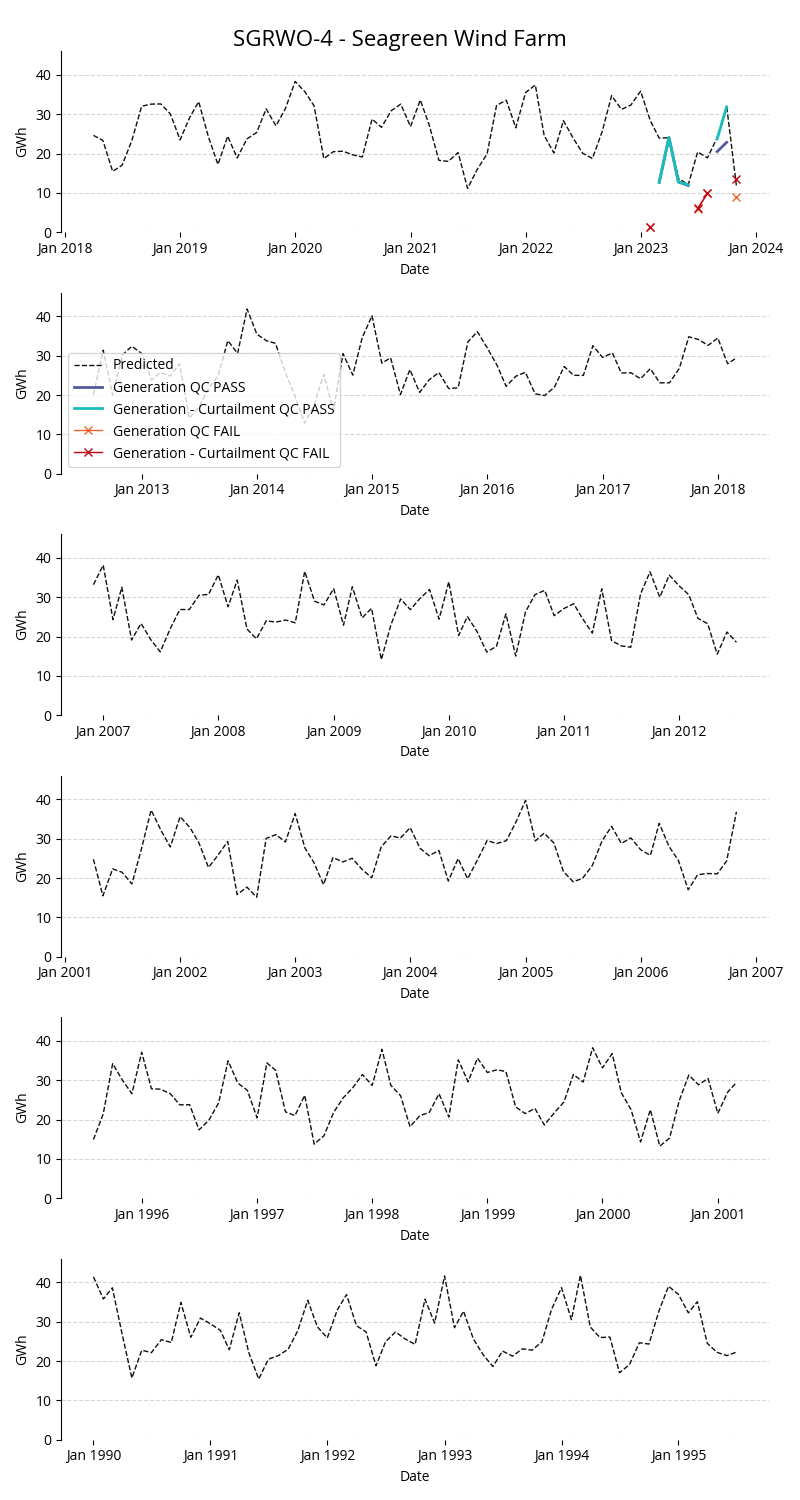 SGRWO-4 - Seagreen Wind Farm
40
30
20
10
0
GWh
Jan 2018
Jan 2019
Jan 2020
Jan 2021
Jan 2022
Jan 2023
Jan 2024
Date
40
30
20
10
0
GWh
Predicted
Generation QC PASS
Generation - Curtailment QC PASS
Generation QC FAIL
Generation - Curtailment QC FAIL
Jan 2013
Jan 2014
Jan 2015
Jan 2016
Jan 2017
Jan 2018
Date
40
30
20
10
0
GWh
Jan 2007
Jan 2008
Jan 2009
Jan 2010
Jan 2011
Jan 2012
Date
40
30
20
10
0
GWh
Jan 2001
Jan 2002
Jan 2003
Jan 2004
Jan 2005
Jan 2006
Jan 2007
Date
40
30
20
10
0
GWh
Jan 1996
Jan 1997
Jan 1998
Jan 1999
Jan 2000
Jan 2001
Date
40
30
20
10
0
GWh
Jan 1990
Jan 1991
Jan 1992
Jan 1993
Jan 1994
Jan 1995
Date